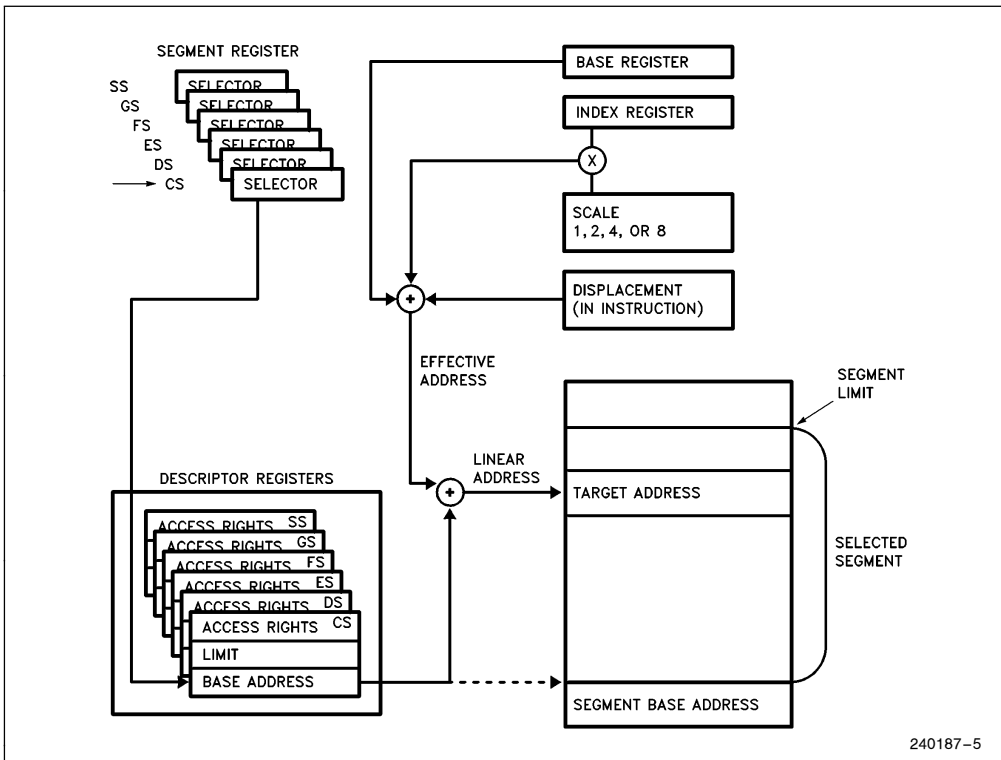 SEGMENT REGISTER
SS
GS
FS
ES
DS
CS
SELECTOR
SELECTOR
SELECTOR
SELECTOR
SELECTOR
SELECTOR
BASE REGISTER
INDEX REGISTER
X
SCALE
1, 2, 4, OR 8
DISPLACEMENT
(IN INSTRUCTION)
+
EFFECTIVE
ADDRESS
SEGMENT
LIMIT
LINEAR
ADDRESS
+
TARGET ADDRESS
SELECTED
SEGMENT
SEGMENT BASE ADDRESS
DESCRIPTOR REGISTERS
ACCESS RIGHTS SS
ACCESS RIGHTS GS
ACCESS RIGHTS FS
ACCESS RIGHTS ES
ACCESS RIGHTS DS
ACCESS RIGHTS CS
LIMIT
BASE ADDRESS
240187–5